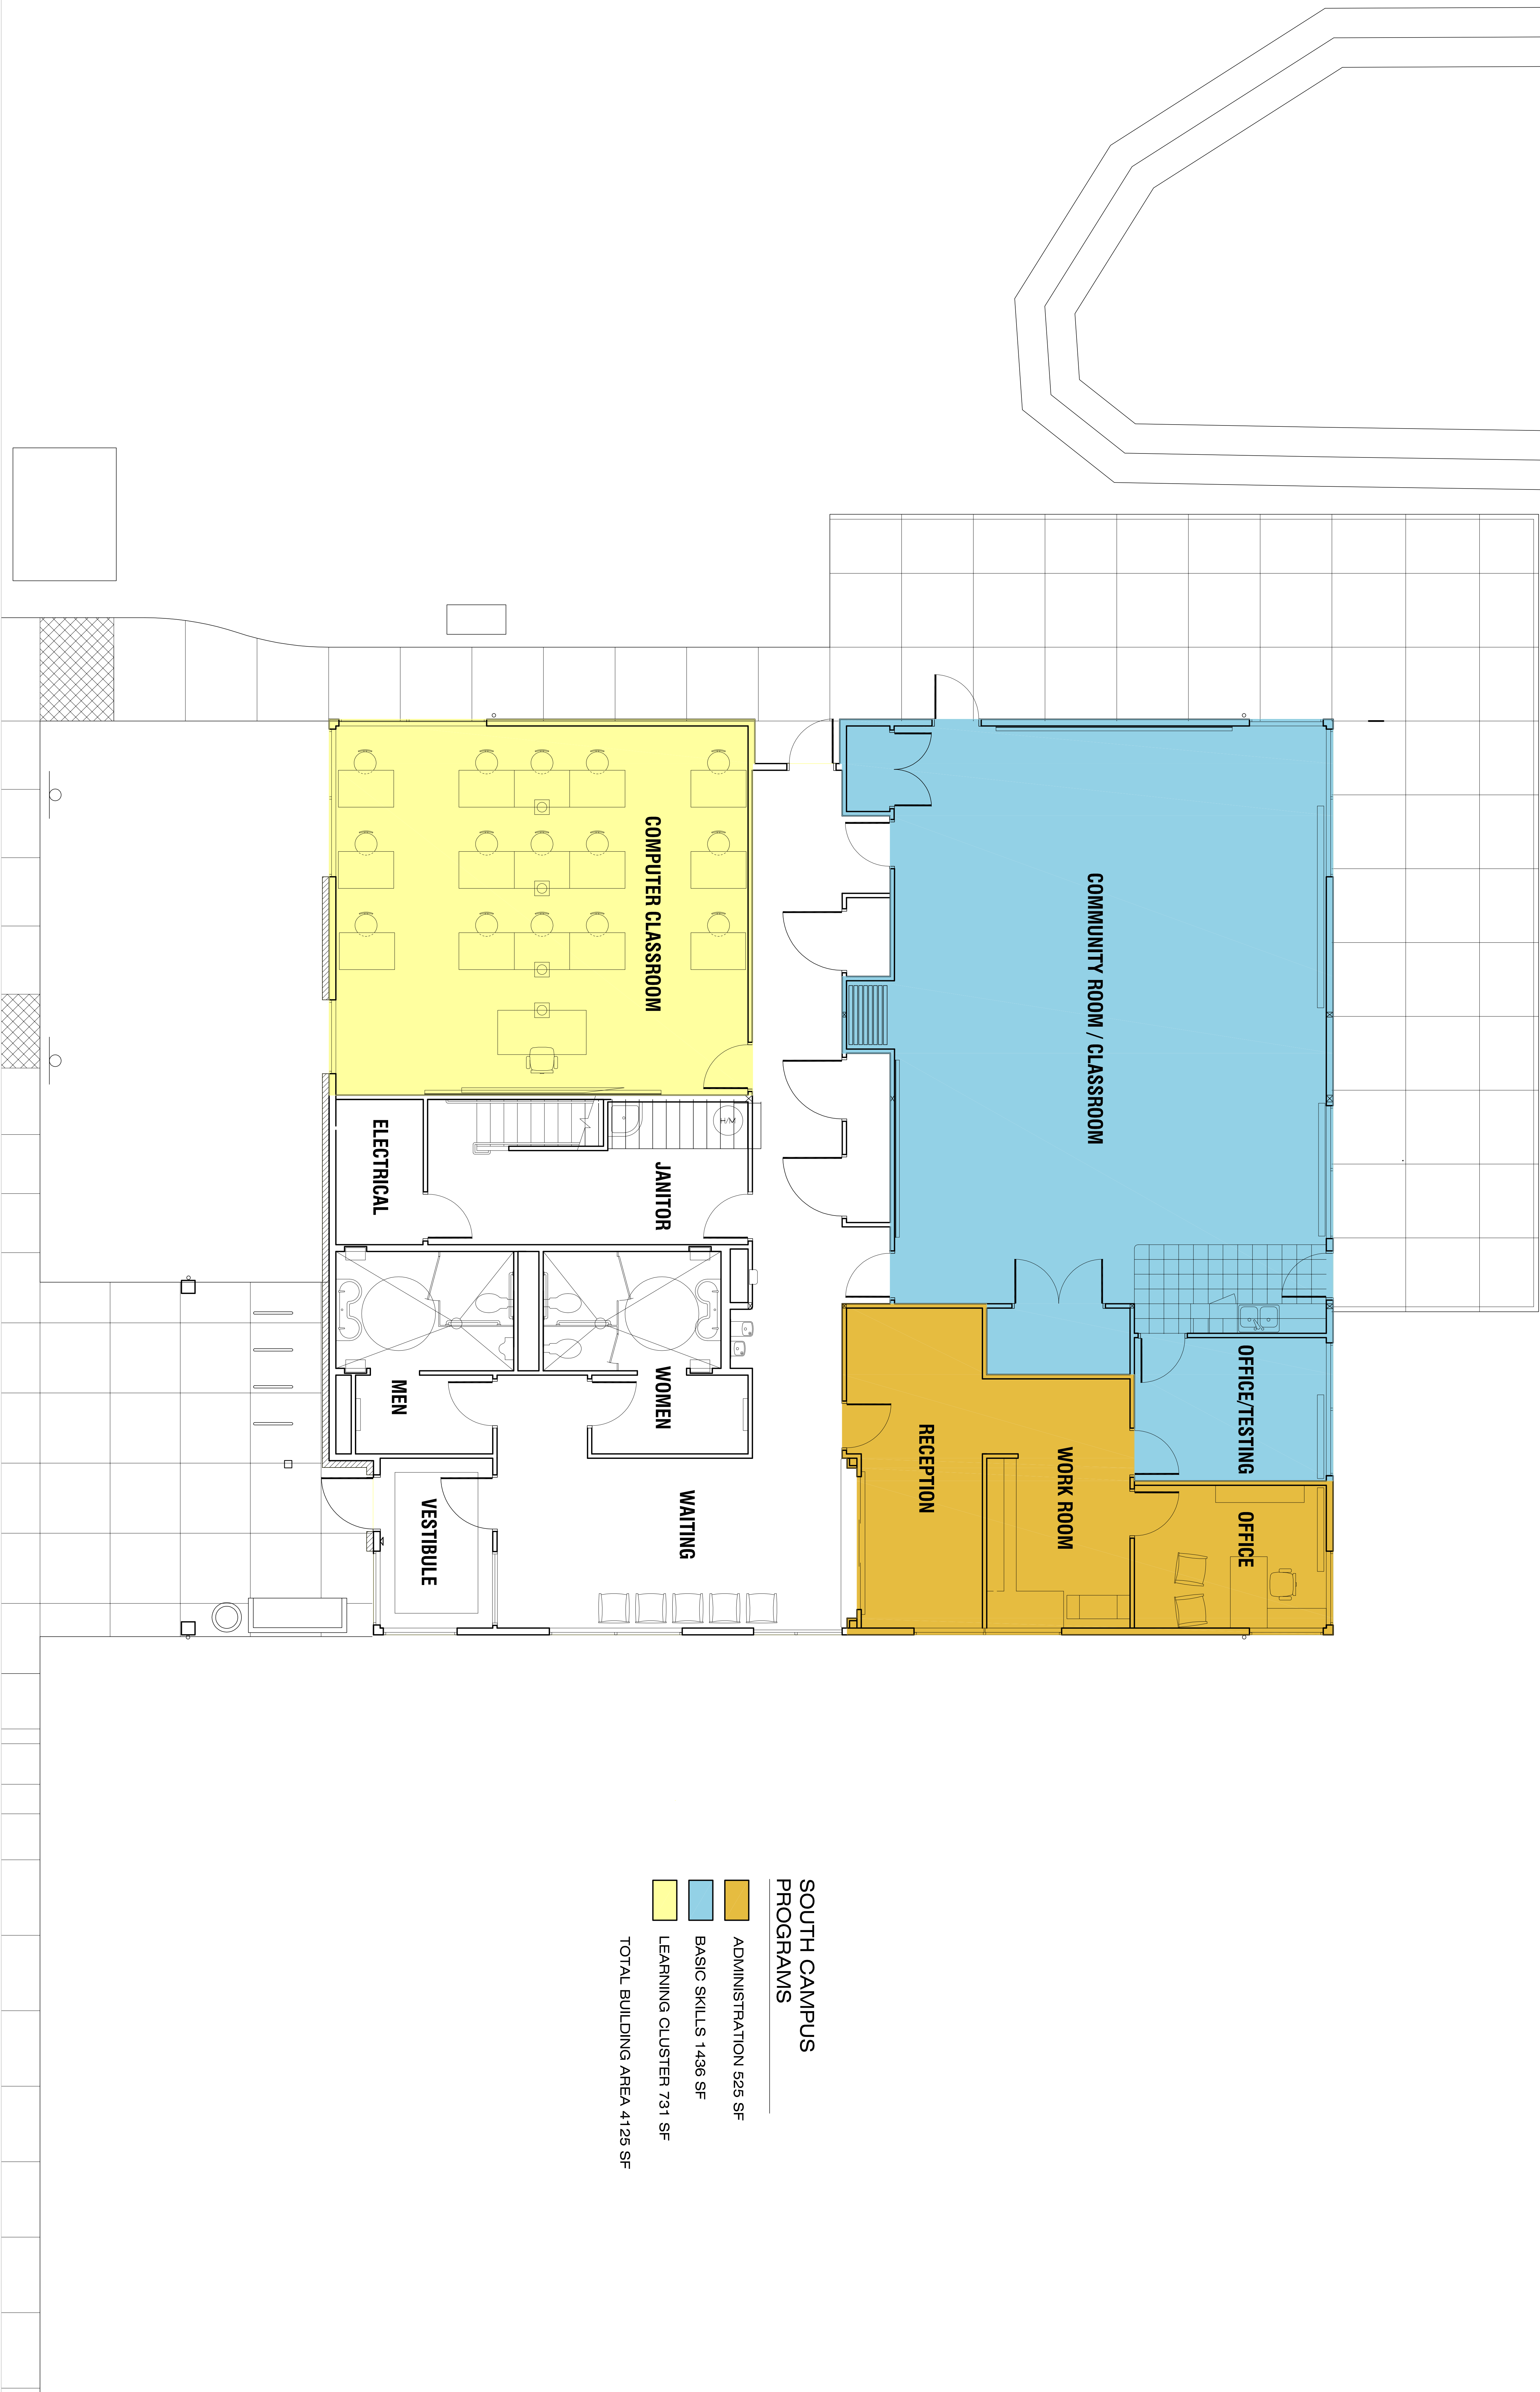 COMMUNITY ROOM / CLASSROOM
OFFICE/TESTING
OFFICE
WORK ROOM
RECEPTION
COMPUTER CLASSROOM
JANITOR
H/M
ELECTRICAL
WOMEN
MEN
WAITING
VESTIBULE
SOUTH CAMPUS
PROGRAMS
ADMINISTRATION 525 SF
BASIC SKILLS 1436 SF
LEARNING CLUSTER 731 SF
TOTAL BUILDING AREA 4125 SF